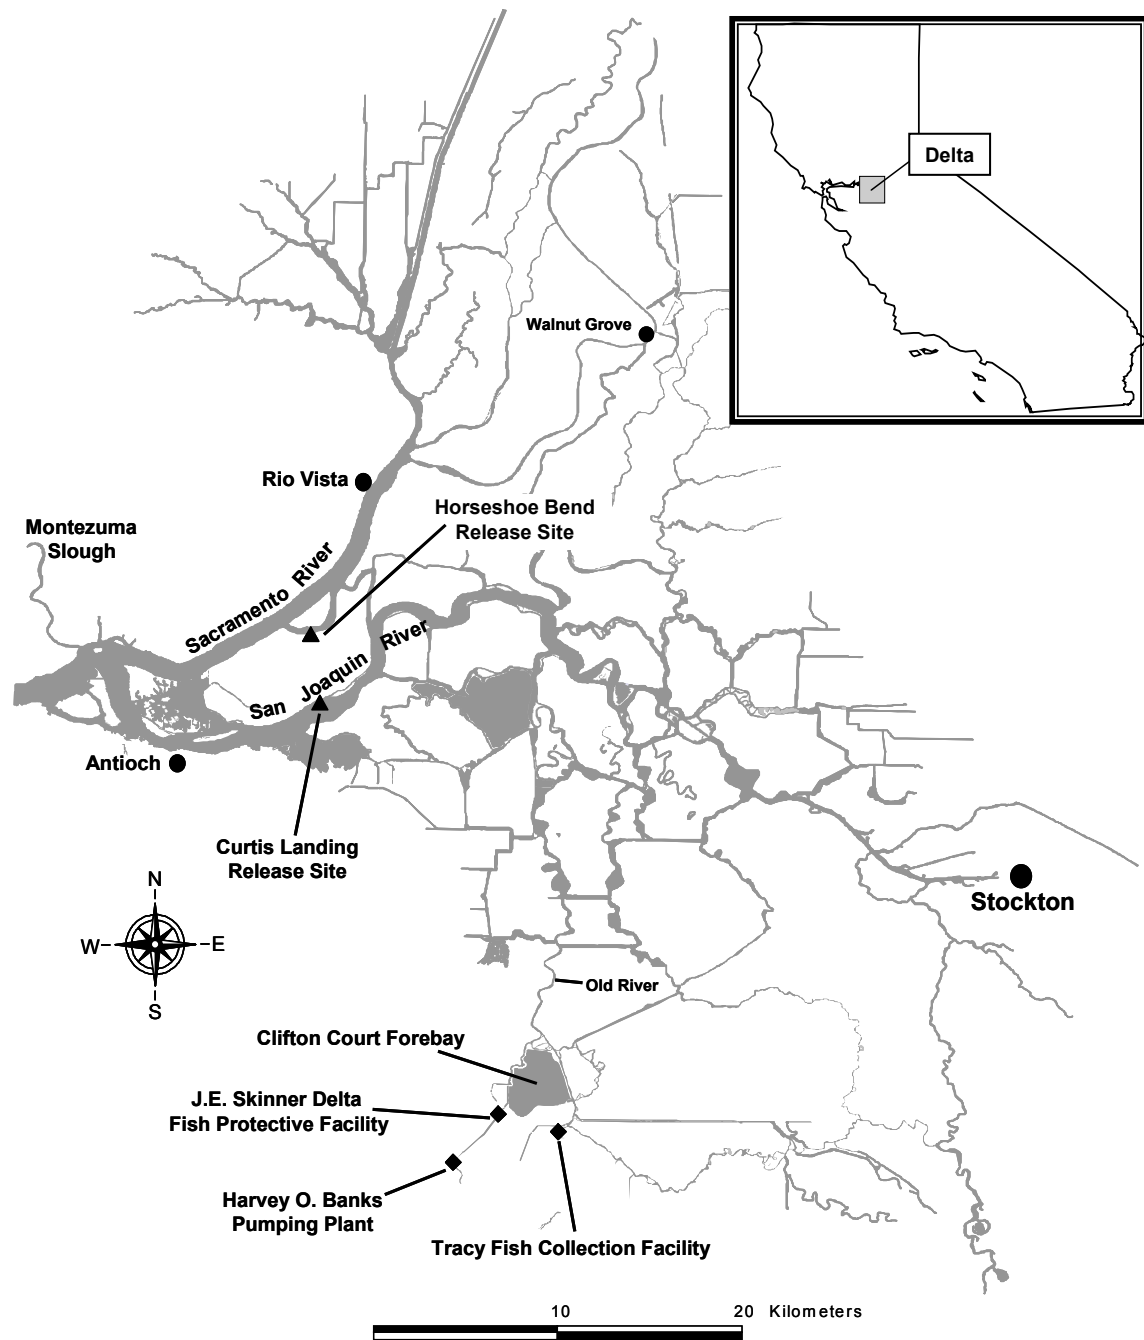 Delta
Walnut Grove
Rio Vista
Horseshoe Bend
Release Site
Montezuma
Slough
Sacramento River
San Joaquin River
Antioch
Curtis Landing
Release Site
Stockton
N
W
E
S
Old River
Clifton Court Forebay
J.E. Skinner Delta
Fish Protective Facility
Harvey O. Banks
Pumping Plant
Tracy Fish Collection Facility
10 20 Kilometers